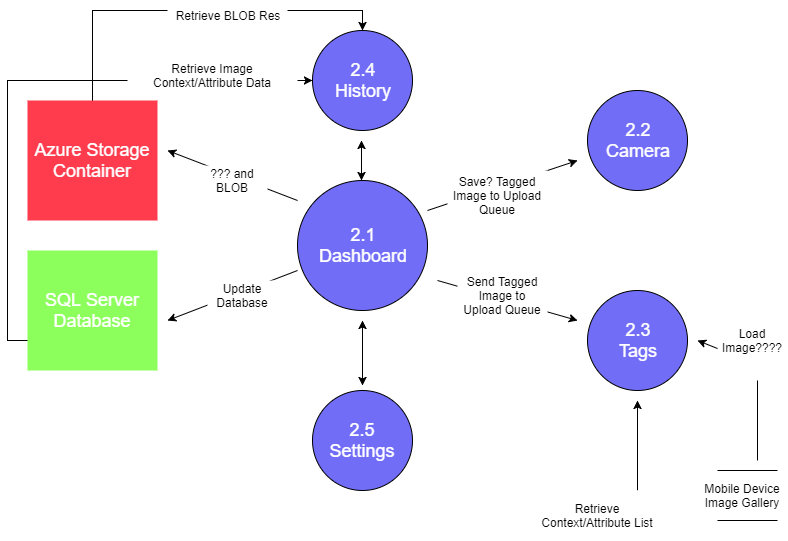 Retrieve BLOB Res
Retrieve Image
Context/Attribute Data
2.4
History
Azure Storage
Container
2.2
Camera
??? and
BLOB
Save? Tagged
Image to Upload
Queue
2.1
Dashboard
SQL Server
Database
Update
Database
Send Tagged
Image to
Upload Queue
2.3
Tags
Load
Image????
2.5
Settings
Mobile Device
Image Gallery
Retrieve
Context/Attribute List